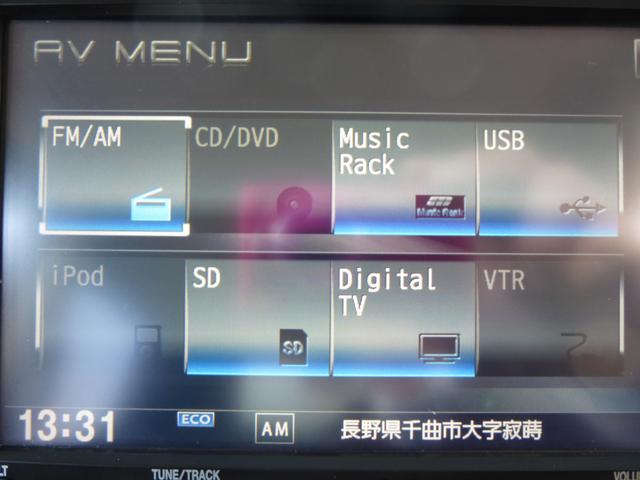 AV MENU
FM/AM
CD/DVD
Music Rack
USB
iPod
SD
Digital TV
VTR
SD
13:31
ECO
AM
長野県千曲市大字寂蒔
TUNE/TRACK